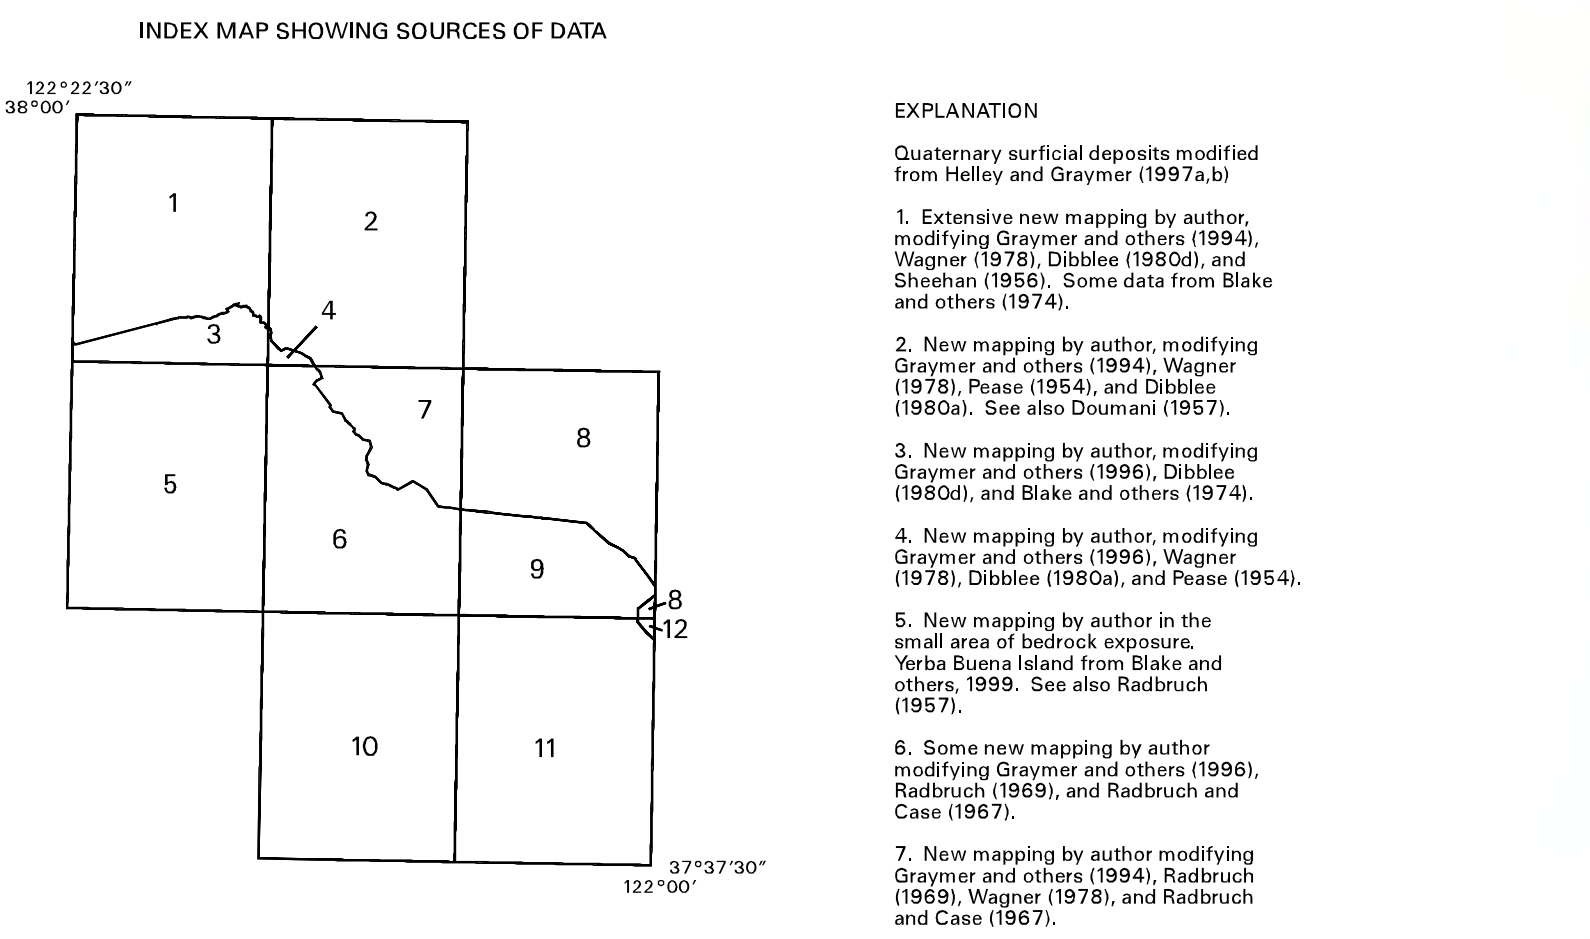 INDEX MAP SHOWING SOURCES OF DATA
122°22′30″
38°00′
1
2
3
4
5
6
7
8
9
8
12
10
11
37°37′30″
122°00′
EXPLANATION
Quaternary surficial deposits modified
from Helley and Graymer (1997a,b)
1. Extensive new mapping by author,
modifying Graymer and others (1994),
Wagner (1978), Dibblee (1980d), and
Sheehan (1956). Some data from Blake
and others (1974).
2. New mapping by author, modifying
Graymer and others (1994), Wagner
(1978), Pease (1954), and Dibblee
(1980a). See also Doumani (1957).
3. New mapping by author, modifying
Graymer and others (1996), Dibblee
(1980d), and Blake and others (1974).
4. New mapping by author, modifying
Graymer and others (1996), Wagner
(1978), Dibblee (1980a), and Pease (1954).
5. New mapping by author in the
small area of bedrock exposure.
Yerba Buena Island from Blake and
others, 1999. See also Radbruch
(1957).
6. Some new mapping by author
modifying Graymer and others (1996),
Radbruch (1969), and Radbruch and
Case (1967).
7. New mapping by author modifying
Graymer and others (1994), Radbruch
(1969), Wagner (1978), and Radbruch
and Case (1967).